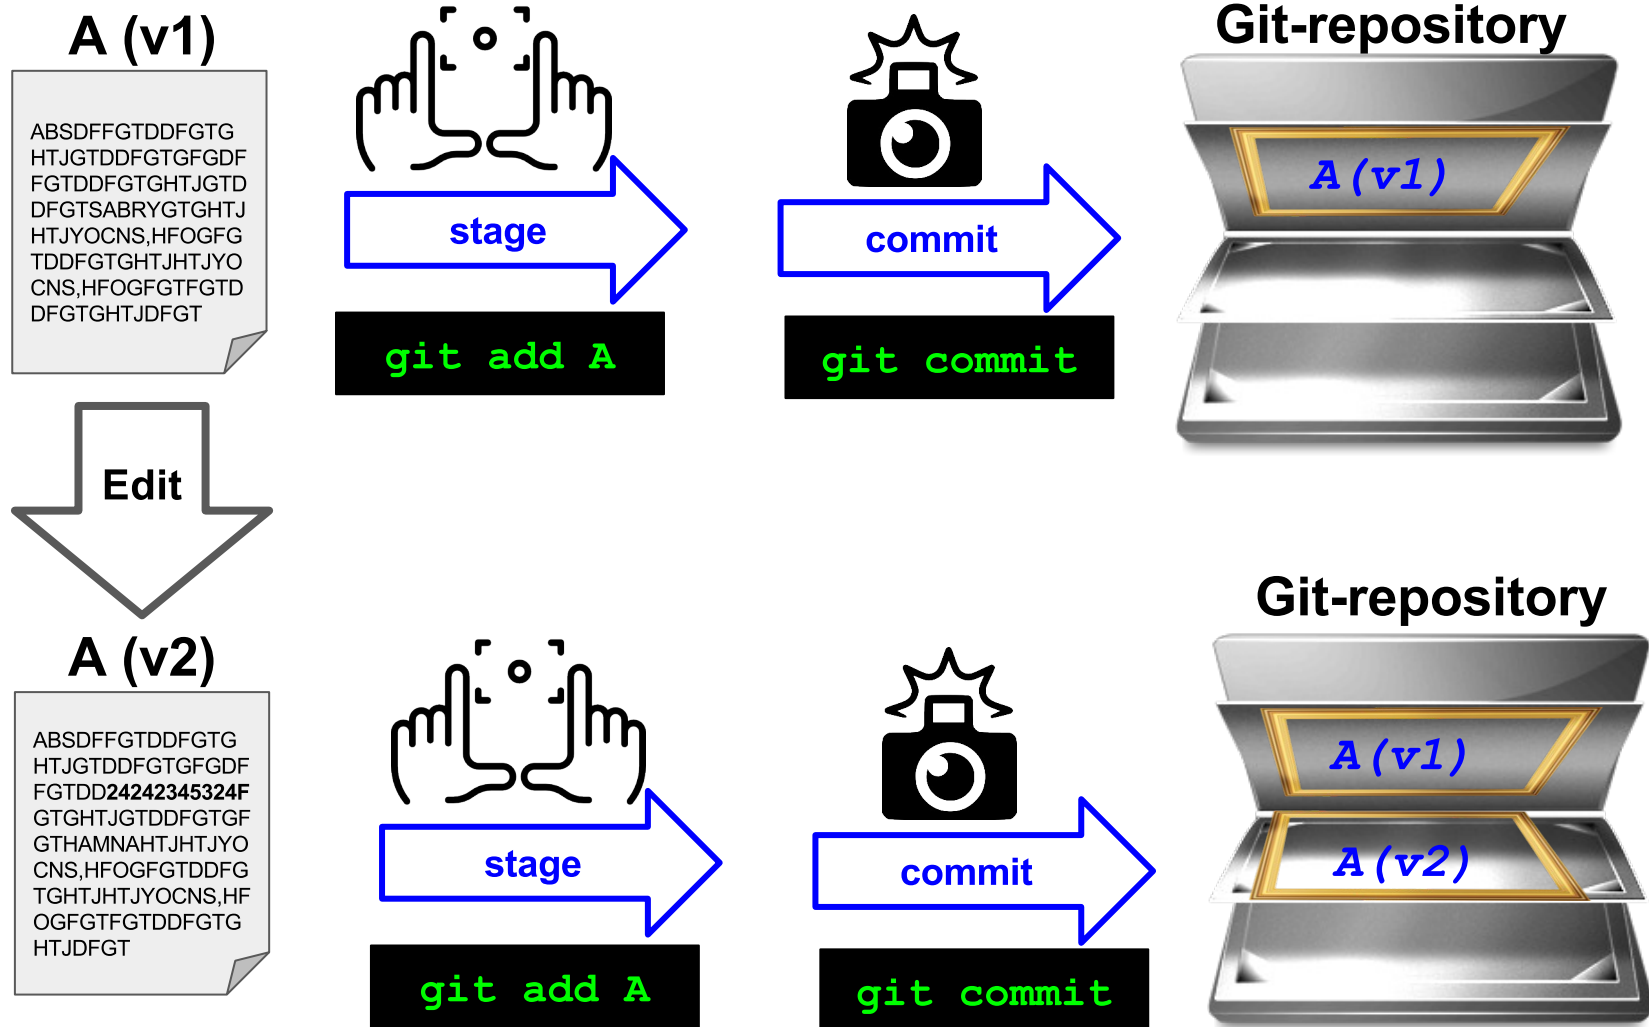 A (v1)
ABSDFFGTDDFGTG
HTJGTDDFGTGFGDF
FGTDDFGTGHTJGTD
DFGTSABRYGTGHTJ
HTJYOCNS,HFOGFG
TDDFGTGHTJHTJYO
CNS,HFOGFGTFGTD
DFGTGHTJDFGT
stage
git add A
commit
git commit
Git-repository
A(v1)
Edit
A (v2)
ABSDFFGTDDFGTG
HTJGTDDFGTGFGDF
FGTDD24242345324F
GTGHTJGTDDFGTGF
GTHAMNAHTJHTJYO
CNS,HFOGFGTDDFG
TGHTJHTJYOCNS,HF
OGFGTFGTDDFGTG
HTJDFGT
stage
git add A
commit
git commit
Git-repository
A(v1)
A(v2)